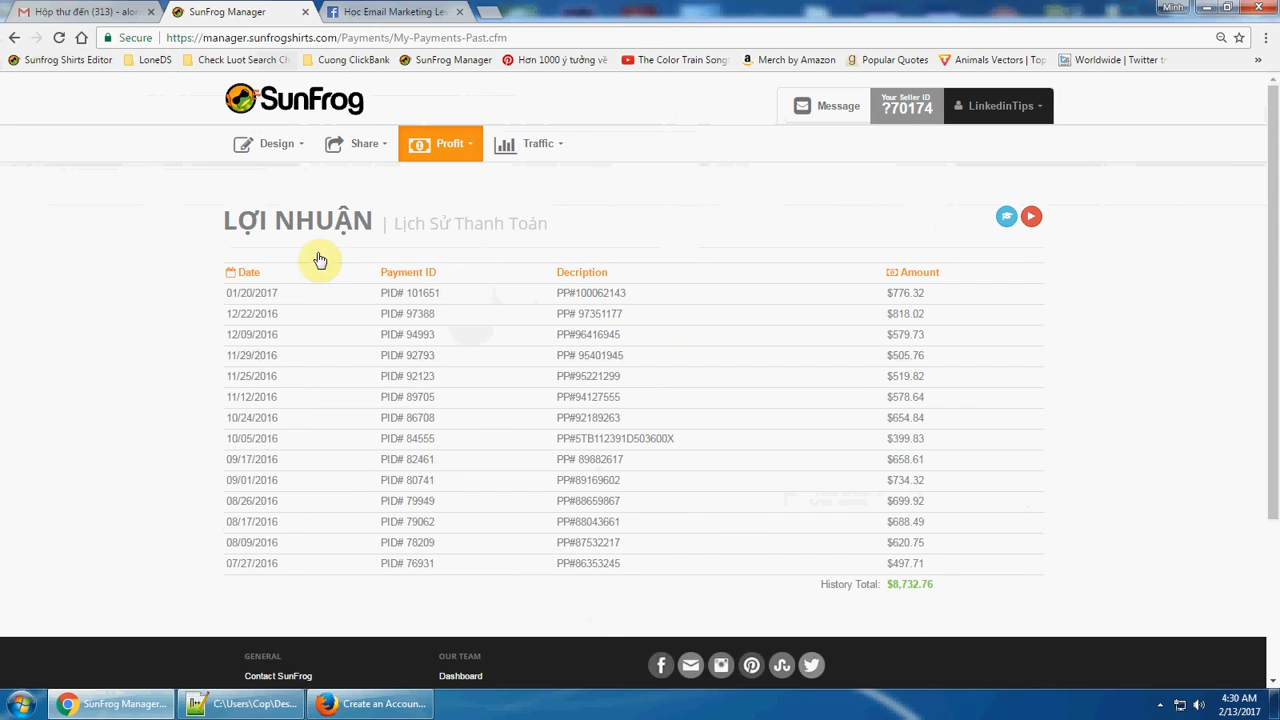 Hộp thư đến (313) - alon
SunFrog Manager
Học Email Marketing Lev
Minh
Secure
https://manager.sunfrogshirts.com/Payments/My-Payments-Past.cfm
Sunfrog Shirts Editor
LoneDS
Check Luot Search Ch
Cuong ClickBank
SunFrog Manager
Hơn 1000 ý tưởng về
The Color Train Song
Merch by Amazon
Popular Quotes
Animals Vectors | Top
Worldwide | Twitter tr
SunFrog
Message
Your Seller ID
?70174
LinkedinTips
Design
Share
Profit
Traffic
LỢI NHUẬN | Lịch Sử Thanh Toán
Date Payment ID Decription Amount
01/20/2017 PID# 101651 PP#100062143 $776.32
12/22/2016 PID# 97388 PP# 97351177 $818.02
12/09/2016 PID# 94993 PP#96416945 $579.73
11/29/2016 PID# 92793 PP# 95401945 $505.76
11/25/2016 PID# 92123 PP#95221299 $519.82
11/12/2016 PID# 89705 PP#94127555 $578.64
10/24/2016 PID# 86708 PP#92189263 $654.84
10/05/2016 PID# 84555 PP#5TB112391D503600X $399.83
09/17/2016 PID# 82461 PP# 89882617 $658.61
09/01/2016 PID# 80741 PP#89169602 $734.32
08/26/2016 PID# 79949 PP#88659867 $699.92
08/17/2016 PID# 79062 PP#88043661 $688.49
08/09/2016 PID# 78209 PP#87532217 $620.75
07/27/2016 PID# 76931 PP#86353245 $497.71
History Total: $8,732.76
GENERAL
OUR TEAM
Contact SunFrog
Dashboard
SunFrog Manager...
C:\Users\Cop\Des...
Create an Accoun...
4:30 AM
2/13/2017